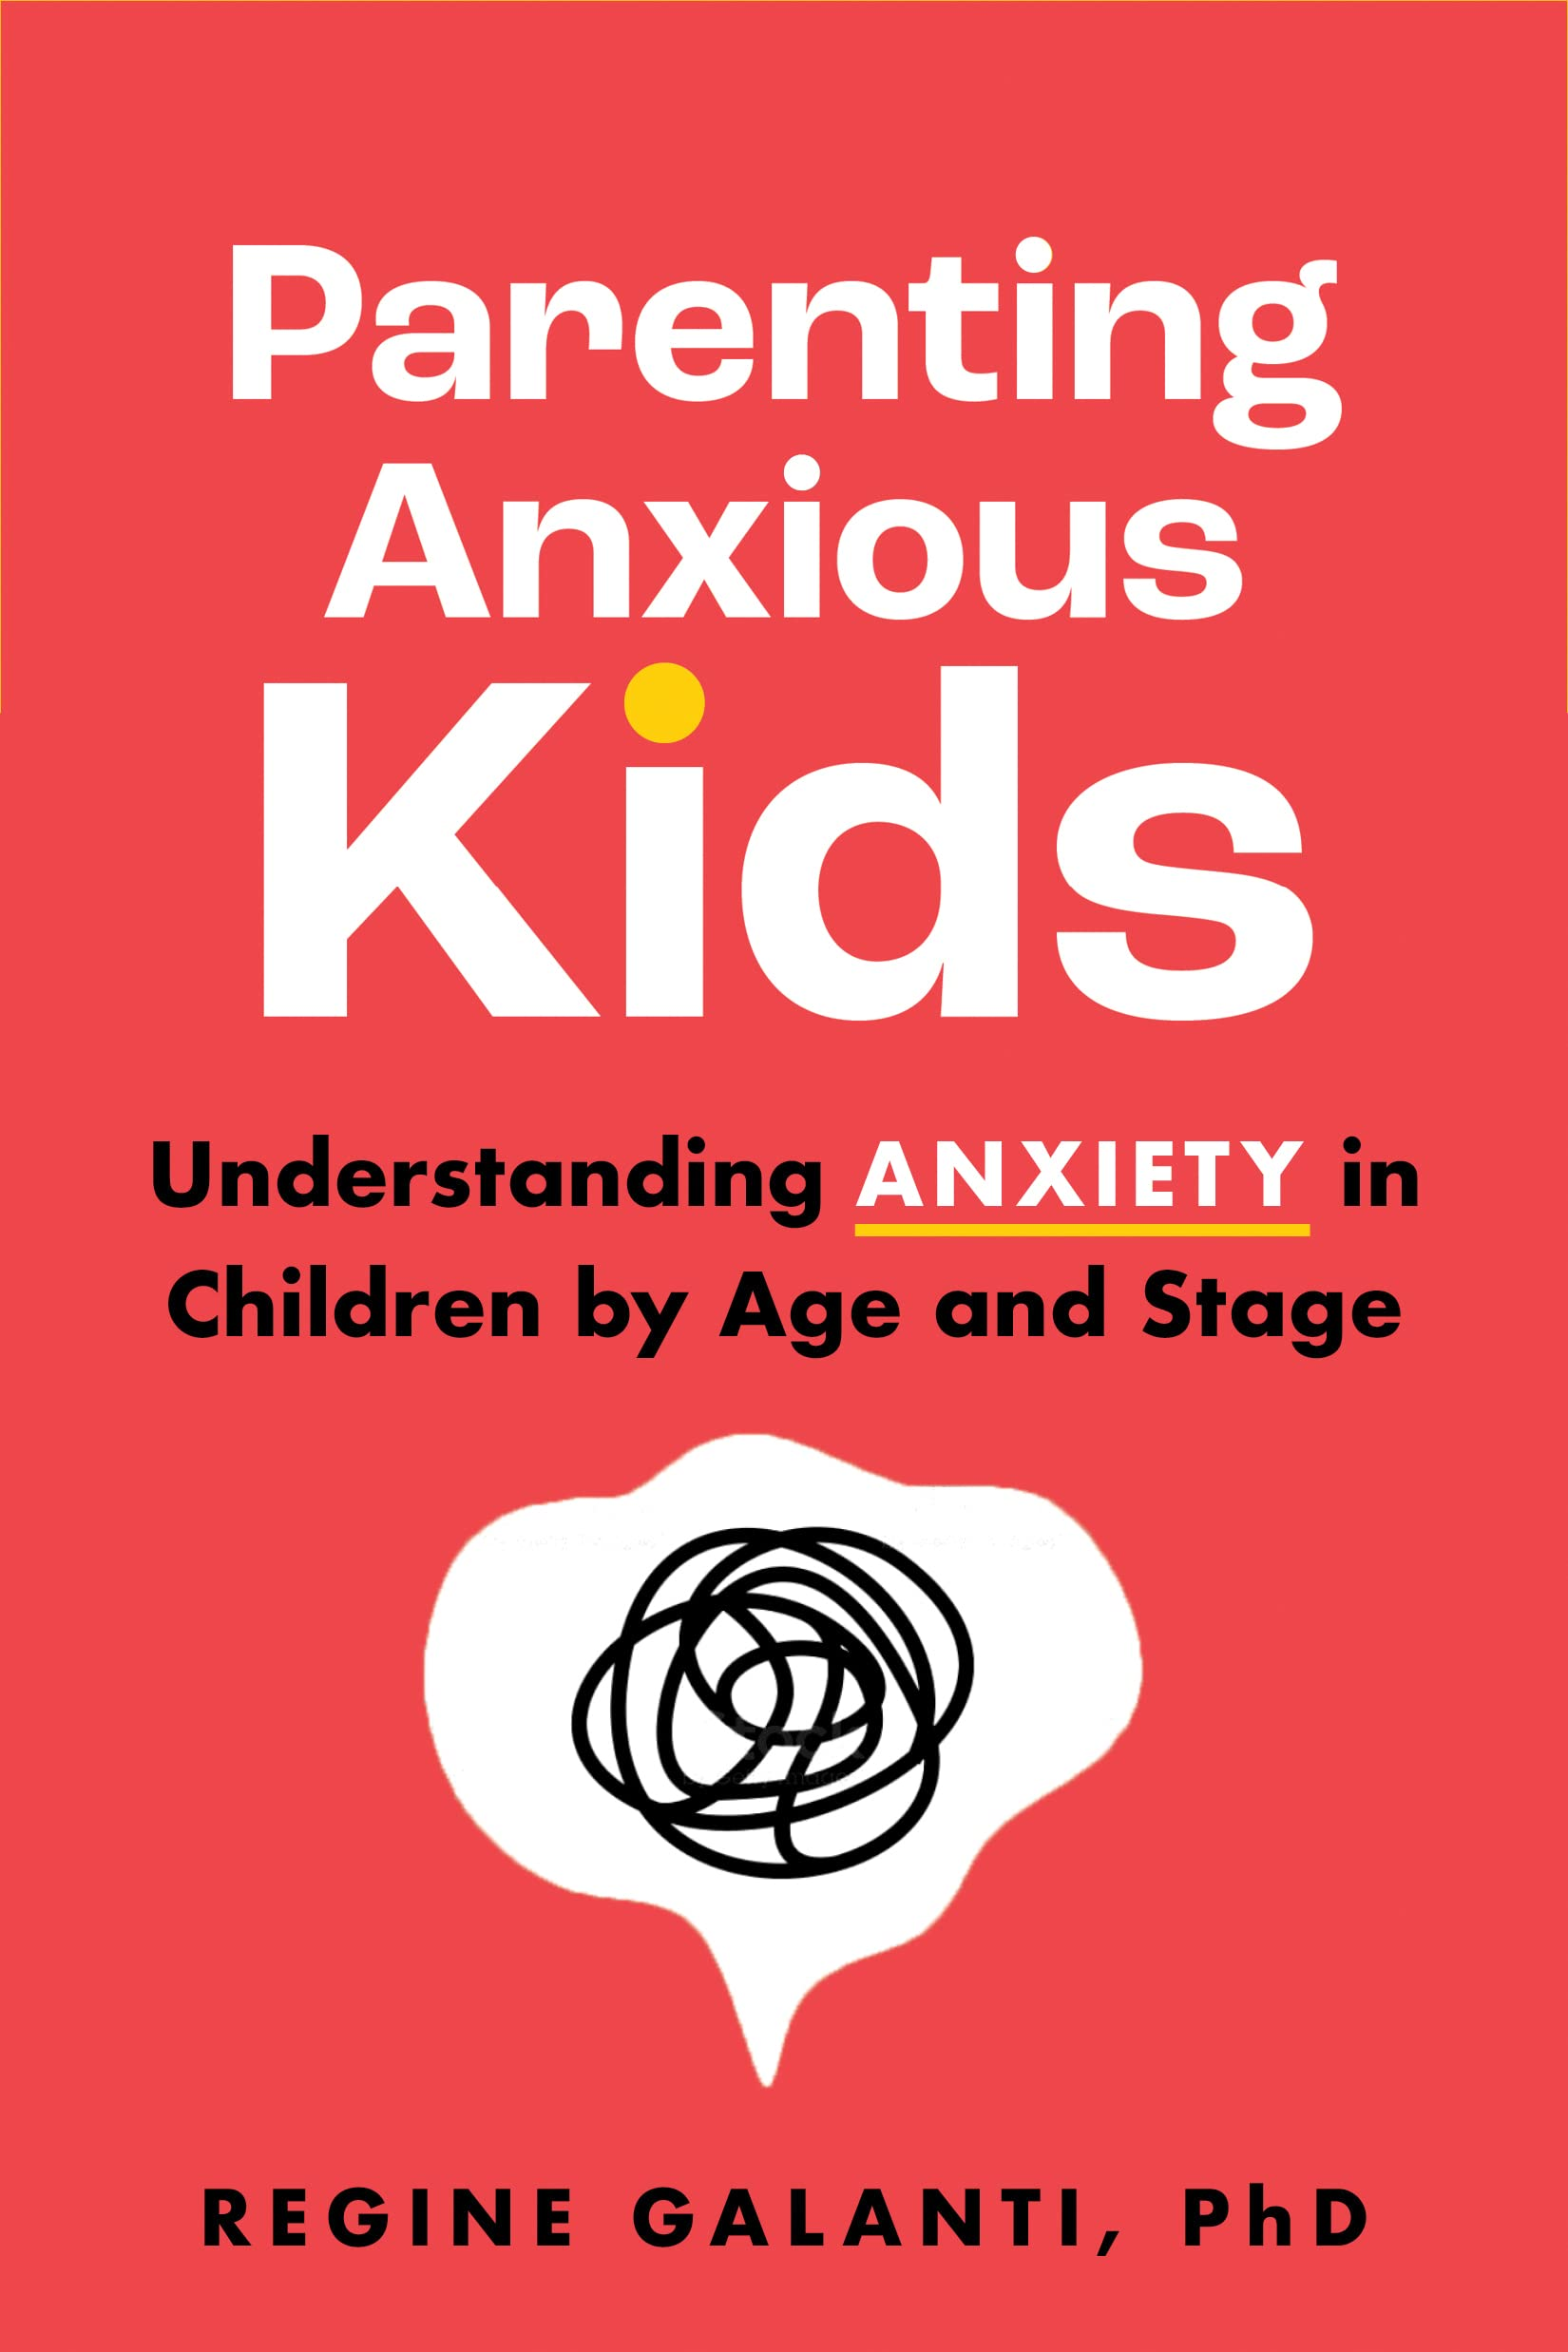 Parenting
Anxious
Kids
Understanding ANXIETY in
Children by Age and Stage
REGINE GALANTI, PhD